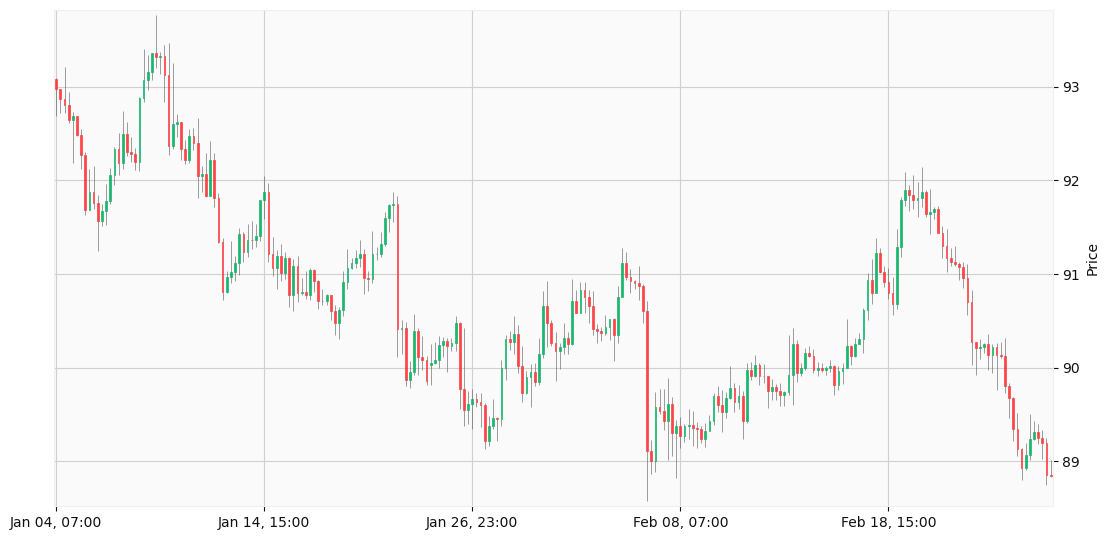 93
92
91
90
89
Price
Jan 04, 07:00
Jan 14, 15:00
Jan 26, 23:00
Feb 08, 07:00
Feb 18, 15:00